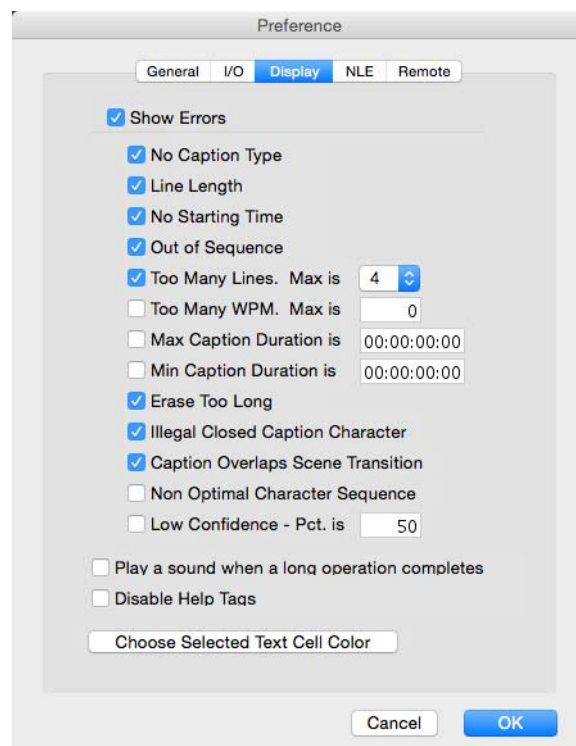 Preference
General I/O Display NLE Remote
Show Errors
No Caption Type
Line Length
No Starting Time
Out of Sequence
Too Many Lines. Max is 4
Too Many WPM. Max is 0
Max Caption Duration is 00:00:00:00
Min Caption Duration is 00:00:00:00
Erase Too Long
Illegal Closed Caption Character
Caption Overlaps Scene Transition
Non Optimal Character Sequence
Low Confidence - Pct. is 50
Play a sound when a long operation completes
Disable Help Tags
Choose Selected Text Cell Color
Cancel OK